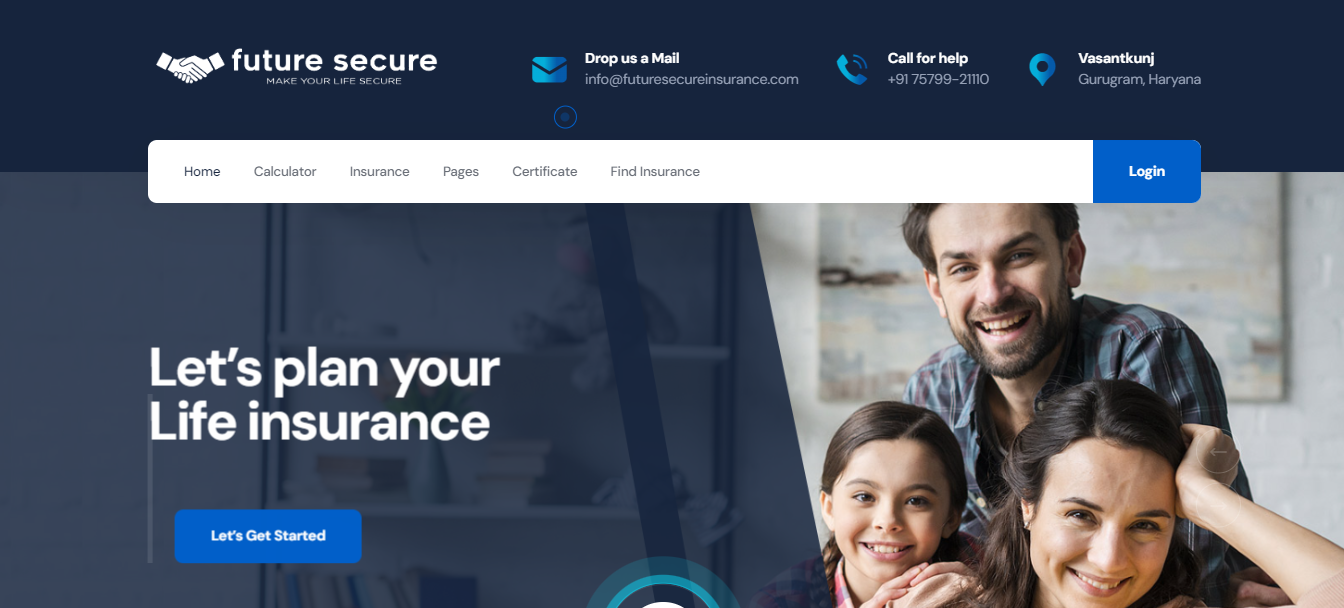 future secure
MAKE YOUR LIFE SECURE
Drop us a Mail
info@futuresecureinsurance.com
Call for help
+91 75799-21110
Vasantkunj
Gurugram, Haryana
Home Calculator Insurance Pages Certificate Find Insurance Login
Let's plan your
Life insurance
Let's Get Started